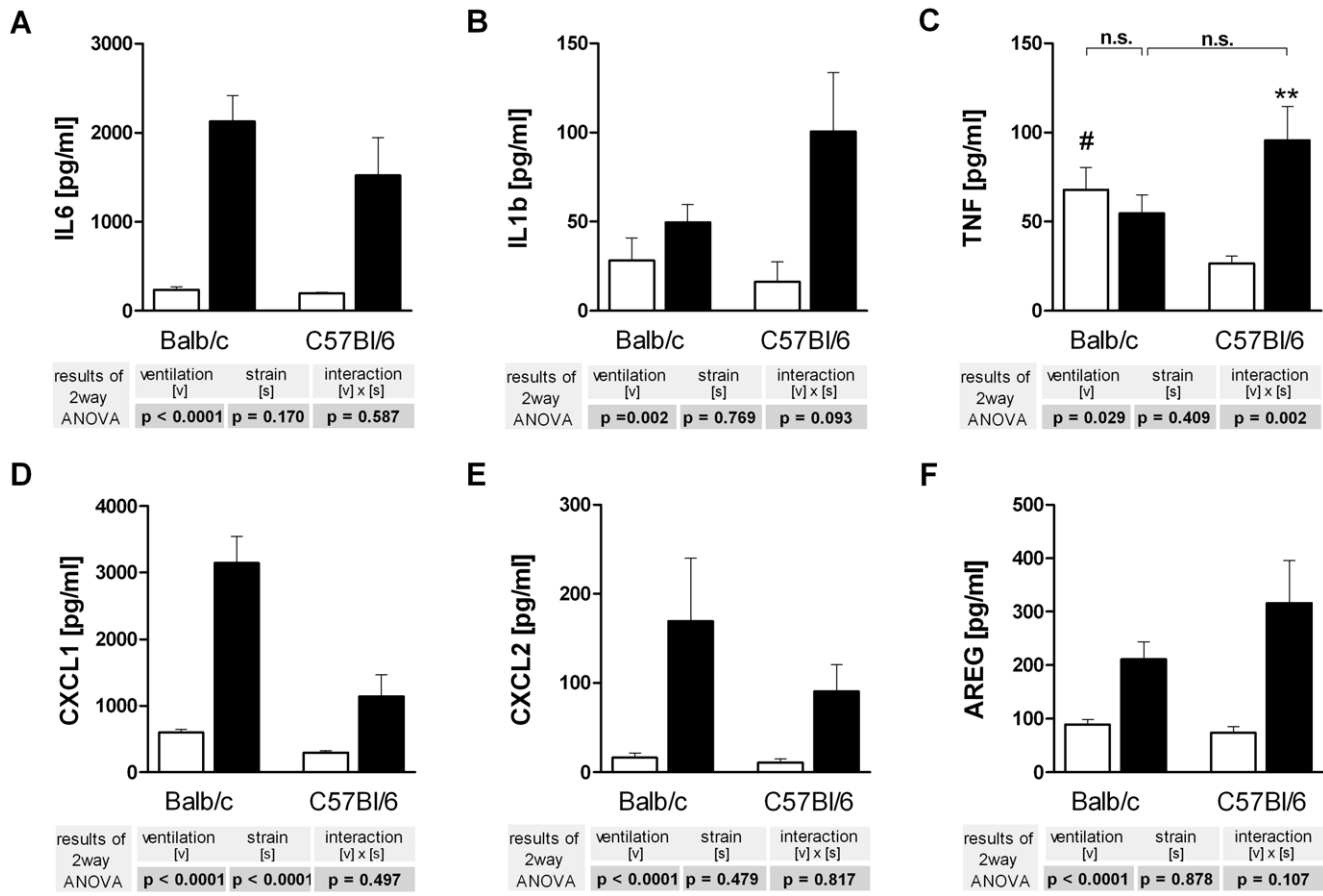 A
IL6 [pg/ml]
3000
2000
1000
0
Balb/c C57Bl/6
results of 2way ANOVA
ventilation [v] strain [s] interaction [v] x [s]
p < 0.0001 p = 0.170 p = 0.587
B
IL1b [pg/ml]
150
100
50
0
Balb/c C57Bl/6
results of 2way ANOVA
ventilation [v] strain [s] interaction [v] x [s]
p =0.002 p = 0.769 p = 0.093
C
TNF [pg/ml]
150
100
50
0
n.s. n.s.
# **
Balb/c C57Bl/6
results of 2way ANOVA
ventilation [v] strain [s] interaction [v] x [s]
p = 0.029 p = 0.409 p = 0.002
D
CXCL1 [pg/ml]
4000
3000
2000
1000
0
Balb/c C57Bl/6
results of 2way ANOVA
ventilation [v] strain [s] interaction [v] x [s]
p < 0.0001 p < 0.0001 p = 0.497
E
CXCL2 [pg/ml]
300
200
100
0
Balb/c C57Bl/6
results of 2way ANOVA
ventilation [v] strain [s] interaction [v] x [s]
p < 0.0001 p = 0.479 p = 0.817
F
AREG [pg/ml]
500
400
300
200
100
0
Balb/c C57Bl/6
results of 2way ANOVA
ventilation [v] strain [s] interaction [v] x [s]
p < 0.0001 p = 0.878 p = 0.107